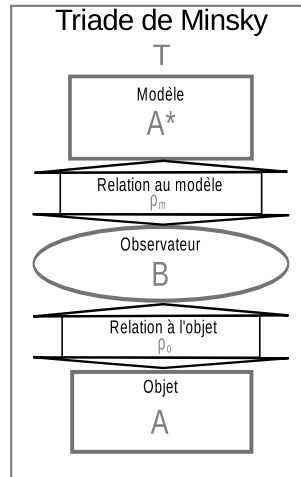 Triade de Minsky
T
Modèle
A*
Relation au modèle
ρm
Observateur
B
Relation à l'objet
ρo
Objet
A